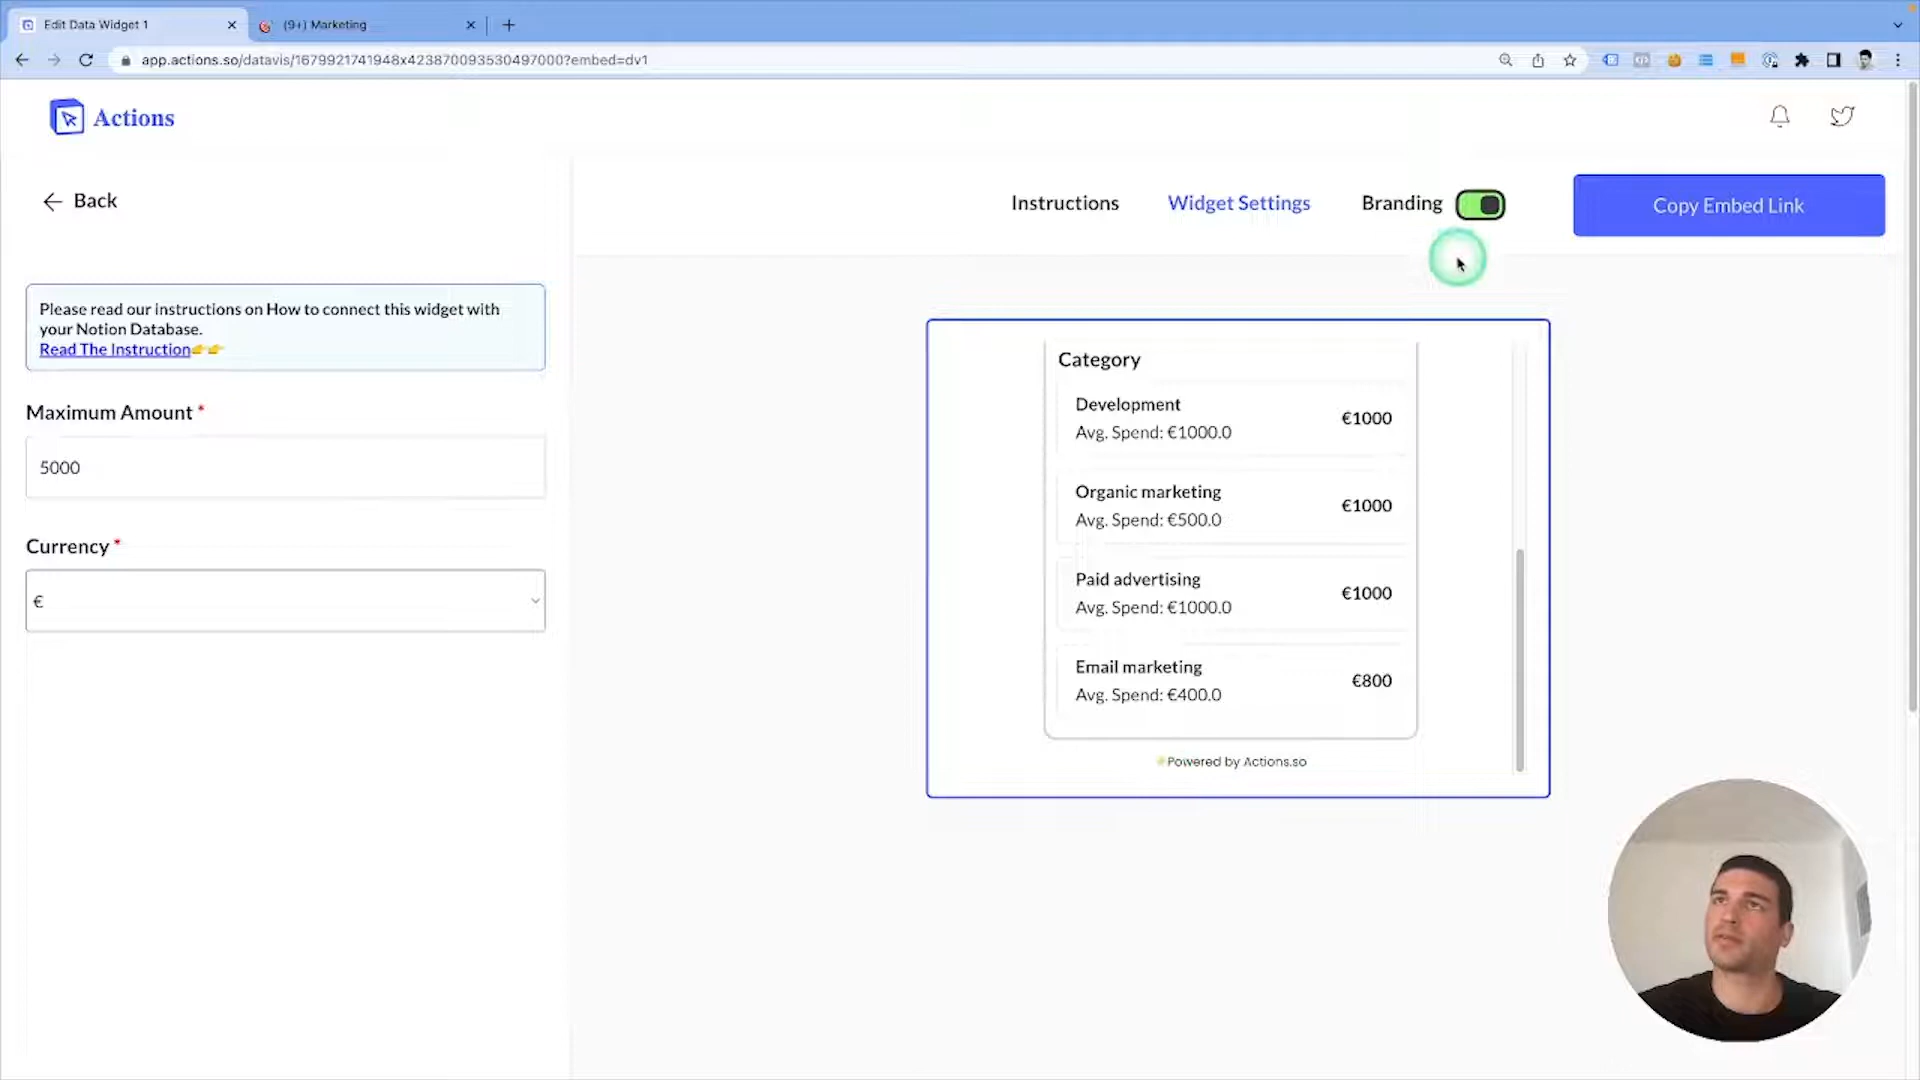 Edit Data Widget 1
(9+) Marketing
app.actions.so/datavis/1679921741948x423870093530497000?embed=dv1
Actions
Back
Instructions
Widget Settings
Branding
Copy Embed Link
Please read our instructions on How to connect this widget with
your Notion Database.
Read The Instruction👉👉
Maximum Amount *
5000
Currency *
€
Category
Development
€1000
Avg. Spend: €1000.0
Organic marketing
€1000
Avg. Spend: €500.0
Paid advertising
€1000
Avg. Spend: €1000.0
Email marketing
€800
Avg. Spend: €400.0
Powered by Actions.so